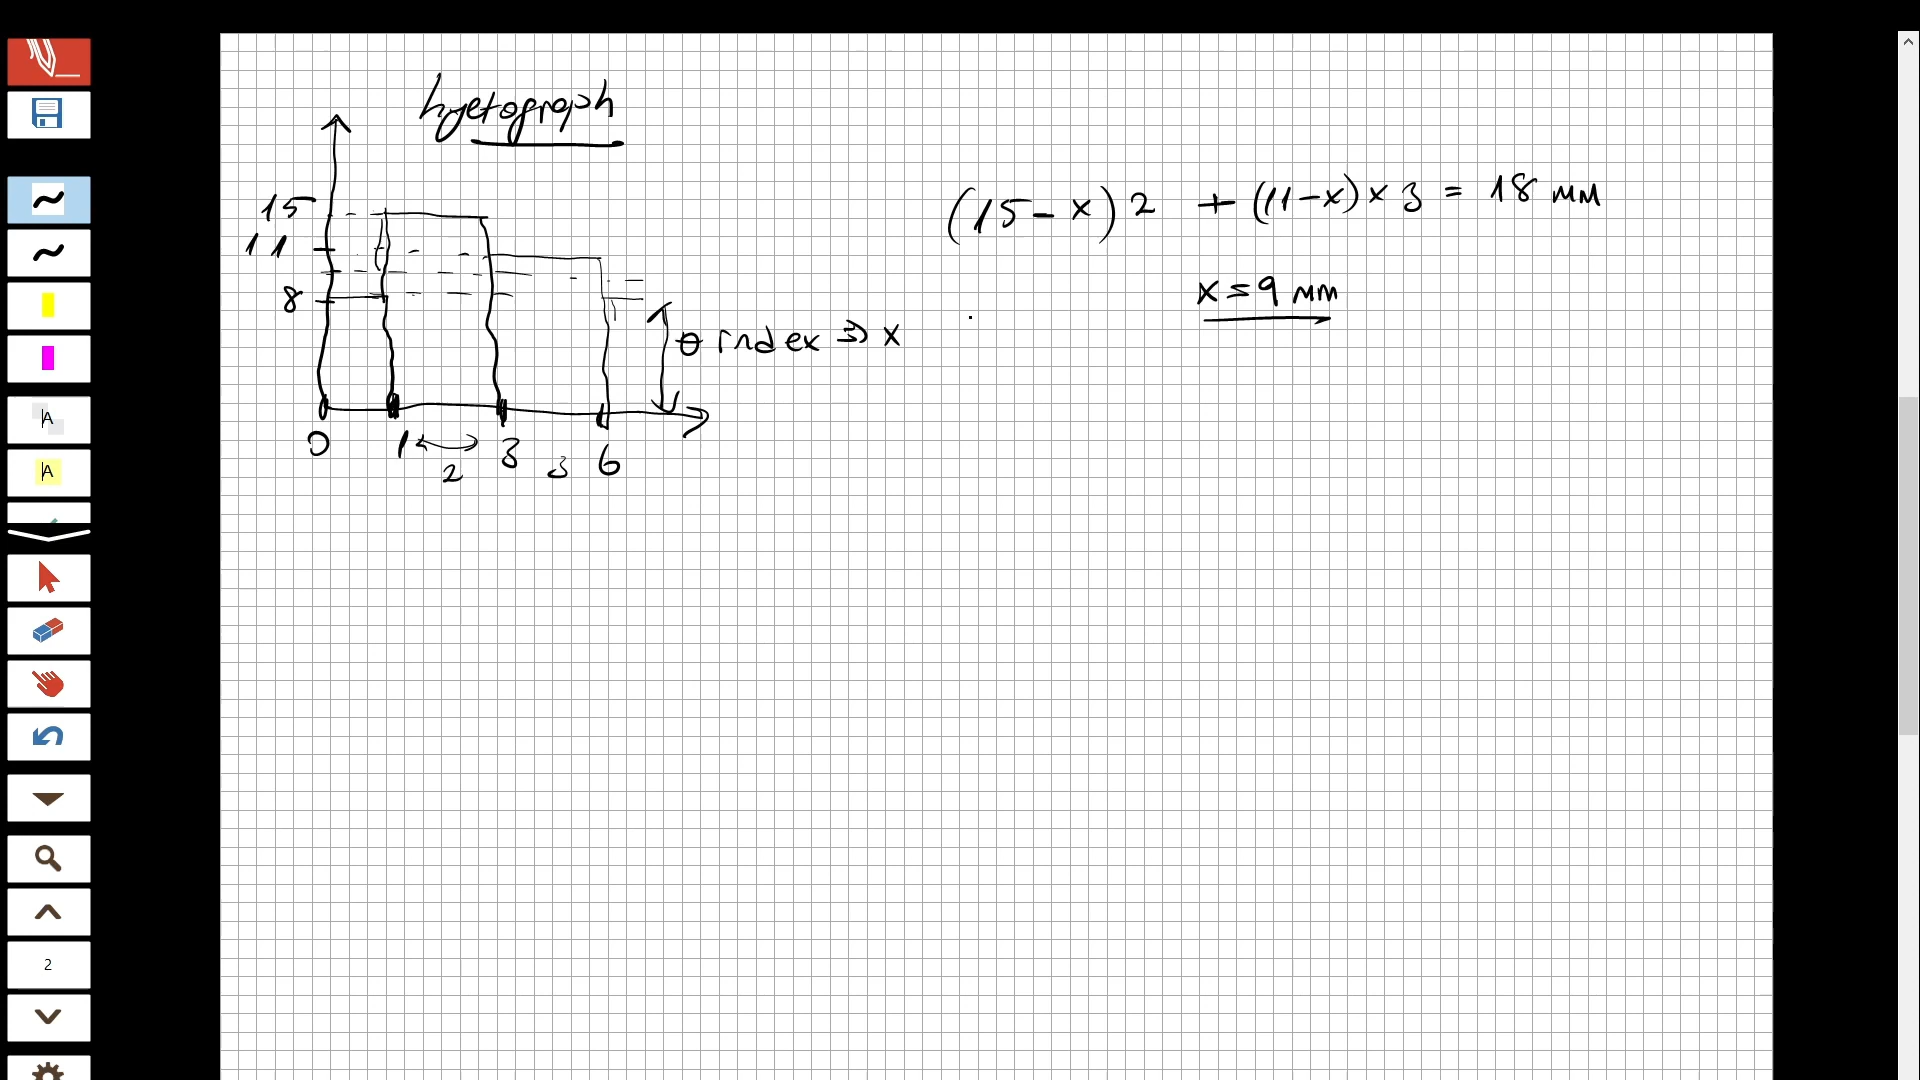 hyetograph
15
11
8
(15-x)2 + (11-x)x3 = 18 mm
x = 9 mm
θ index ⇒ x
0 1 3 6
2 3
A
A
2